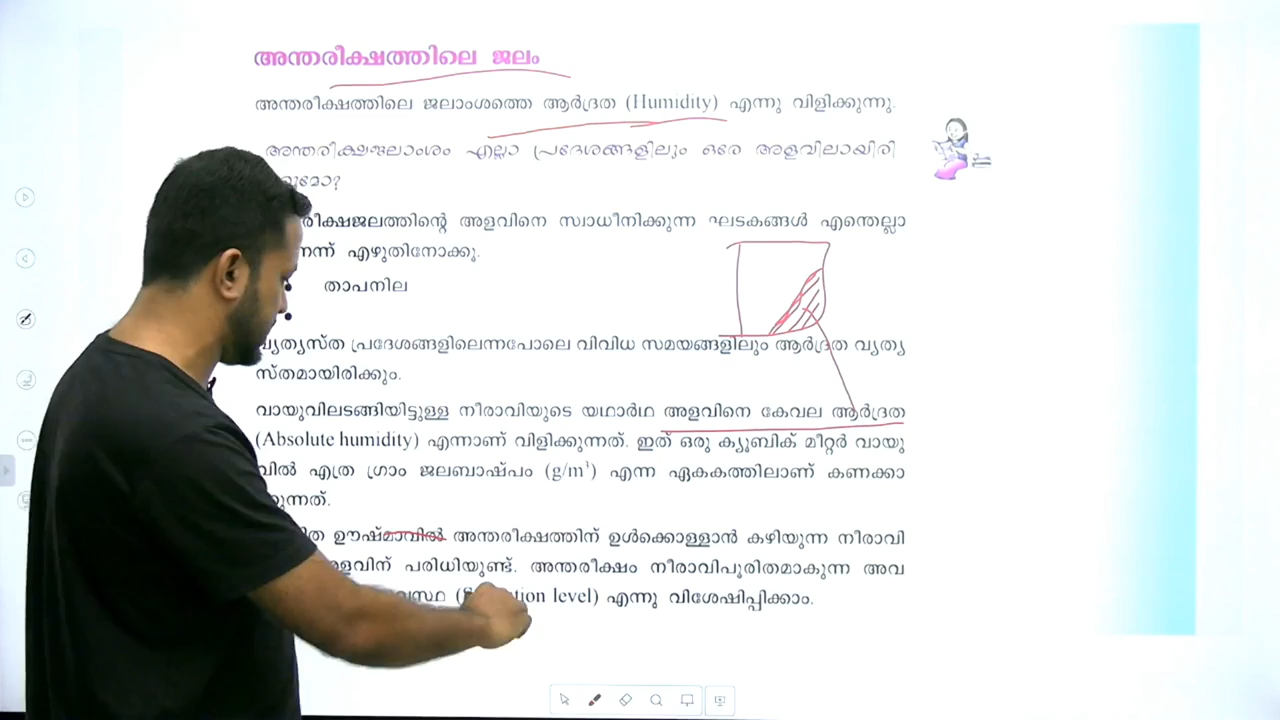 അന്തരീക്ഷത്തിലെ ജലം
അന്തരീക്ഷത്തിലെ ജലാംശത്തെ ആർദ്രത (Humidity) എന്നു വിളിക്കുന്നു.
അന്തരീക്ഷജലാംശം എല്ലാ പ്രദേശങ്ങളിലും ഒരേ അളവിലായിരി
മോ?
രീക്ഷജലത്തിന്റെ അളവിനെ സ്വാധീനിക്കുന്ന ഘടകങ്ങൾ എന്തെല്ലാ
നന്ന് എഴുതിനോക്കൂ.
• താപനില
•
വ്യത്യസ്ത പ്രദേശങ്ങളിലെന്നപോലെ വിവിധ സമയങ്ങളിലും ആർദ്രത വ്യത്യ
സ്തമായിരിക്കും.
വായുവിലടങ്ങിയിട്ടുള്ള നീരാവിയുടെ യഥാർഥ അളവിനെ കേവല ആർദ്രത
(Absolute humidity) എന്നാണ് വിളിക്കുന്നത്. ഇത് ഒരു ക്യൂബിക് മീറ്റർ വായു
വിൽ എത്ര ഗ്രാം ജലബാഷ്പം (g/m³) എന്ന ഏകകത്തിലാണ് കണക്കാ
ക്കുന്നത്.
ഊഷ്മാവിൽ അന്തരീക്ഷത്തിന് ഉൾക്കൊള്ളാൻ കഴിയുന്ന നീരാവി
ളവിന് പരിധിയുണ്ട്. അന്തരീക്ഷം നീരാവിപൂരിതമാകുന്ന അവ
level) എന്നു വിശേഷിപ്പിക്കാം.